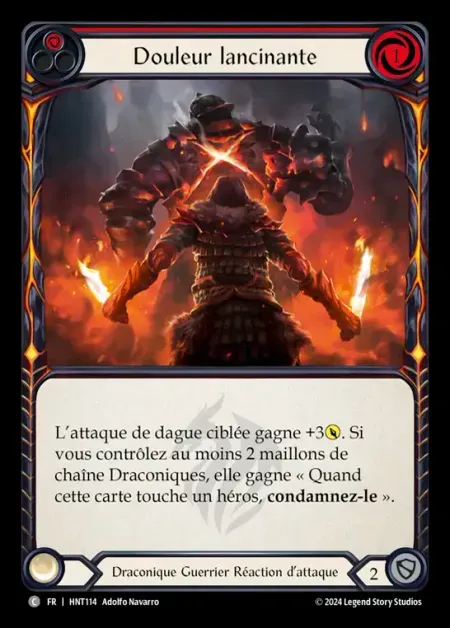 Douleur lancinante
1
L'attaque de dague ciblée gagne +3. Si
vous contrôlez au moins 2 maillons de
chaîne Draconiques, elle gagne « Quand
cette carte touche un héros, condamnez-le ».
Draconique Guerrier Réaction d'attaque
2
C FR | HNT114 Adolfo Navarro
© 2024 Legend Story Studios